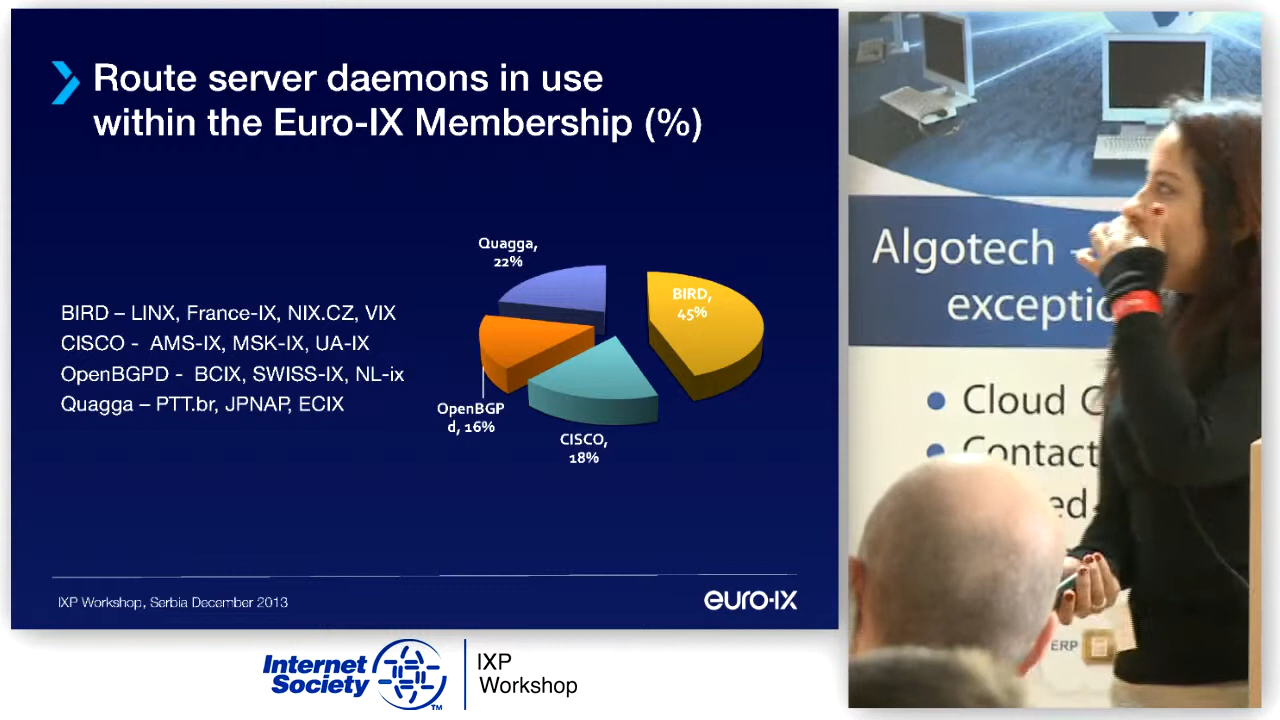 Route server daemons in use
within the Euro-IX Membership (%)
Quagga,
22%
BIRD,
45%
BIRD – LINX, France-IX, NIX.CZ, VIX
CISCO - AMS-IX, MSK-IX, UA-IX
OpenBGPD - BCIX, SWISS-IX, NL-ix
Quagga – PTT.br, JPNAP, ECIX
OpenBGP
d, 16%
CISCO,
18%
IXP Workshop, Serbia December 2013
euro-ix
Internet
Society
TM
IXP
Workshop
Algotech
Cloud
ERP